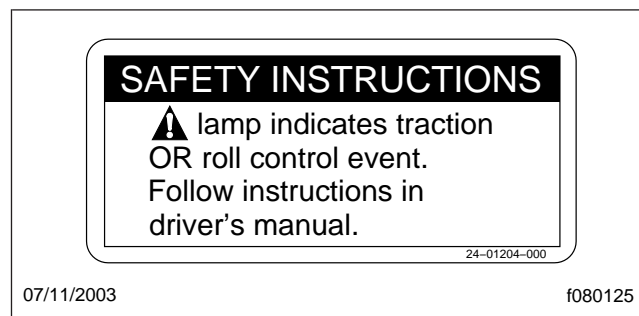 SAFETY INSTRUCTIONS
⚠ lamp indicates traction
OR roll control event.
Follow instructions in
driver's manual.
24–01204–000
07/11/2003 f080125